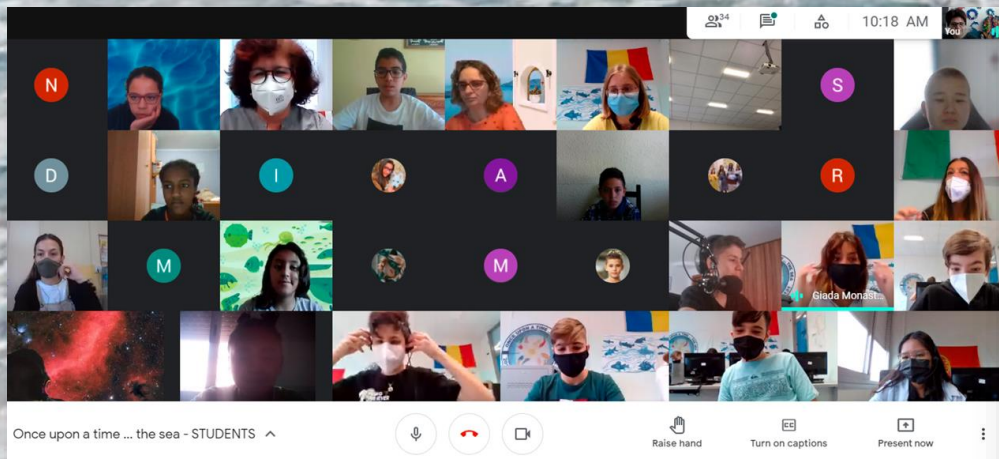 34
10:18 AM
You
N
S
D
I
A
R
M
M
Giada Monast...
Once upon a time ... the sea - STUDENTS
CC
Raise hand
Turn on captions
Present now